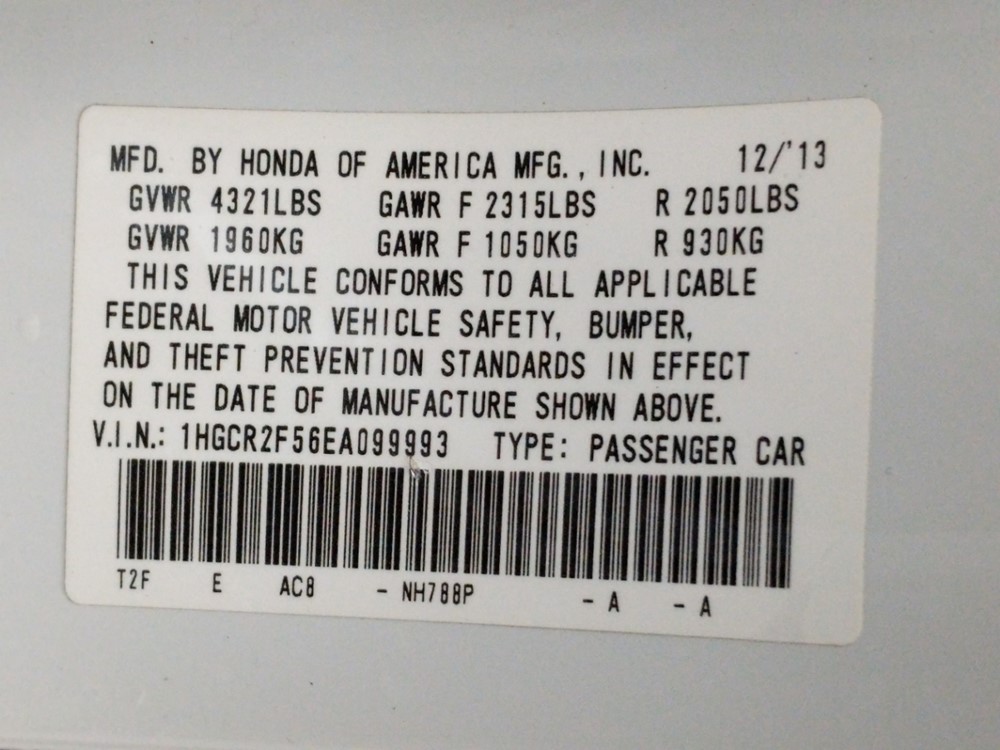 MFD. BY HONDA OF AMERICA MFG., INC. 12/'13
GVWR 4321LBS GAWR F 2315LBS R 2050LBS
GVWR 1960KG GAWR F 1050KG R 930KG
THIS VEHICLE CONFORMS TO ALL APPLICABLE
FEDERAL MOTOR VEHICLE SAFETY, BUMPER,
AND THEFT PREVENTION STANDARDS IN EFFECT
ON THE DATE OF MANUFACTURE SHOWN ABOVE.
V.I.N.: 1HGCR2F56EA099993 TYPE: PASSENGER CAR
T2F E AC8 - NH788P - A - A